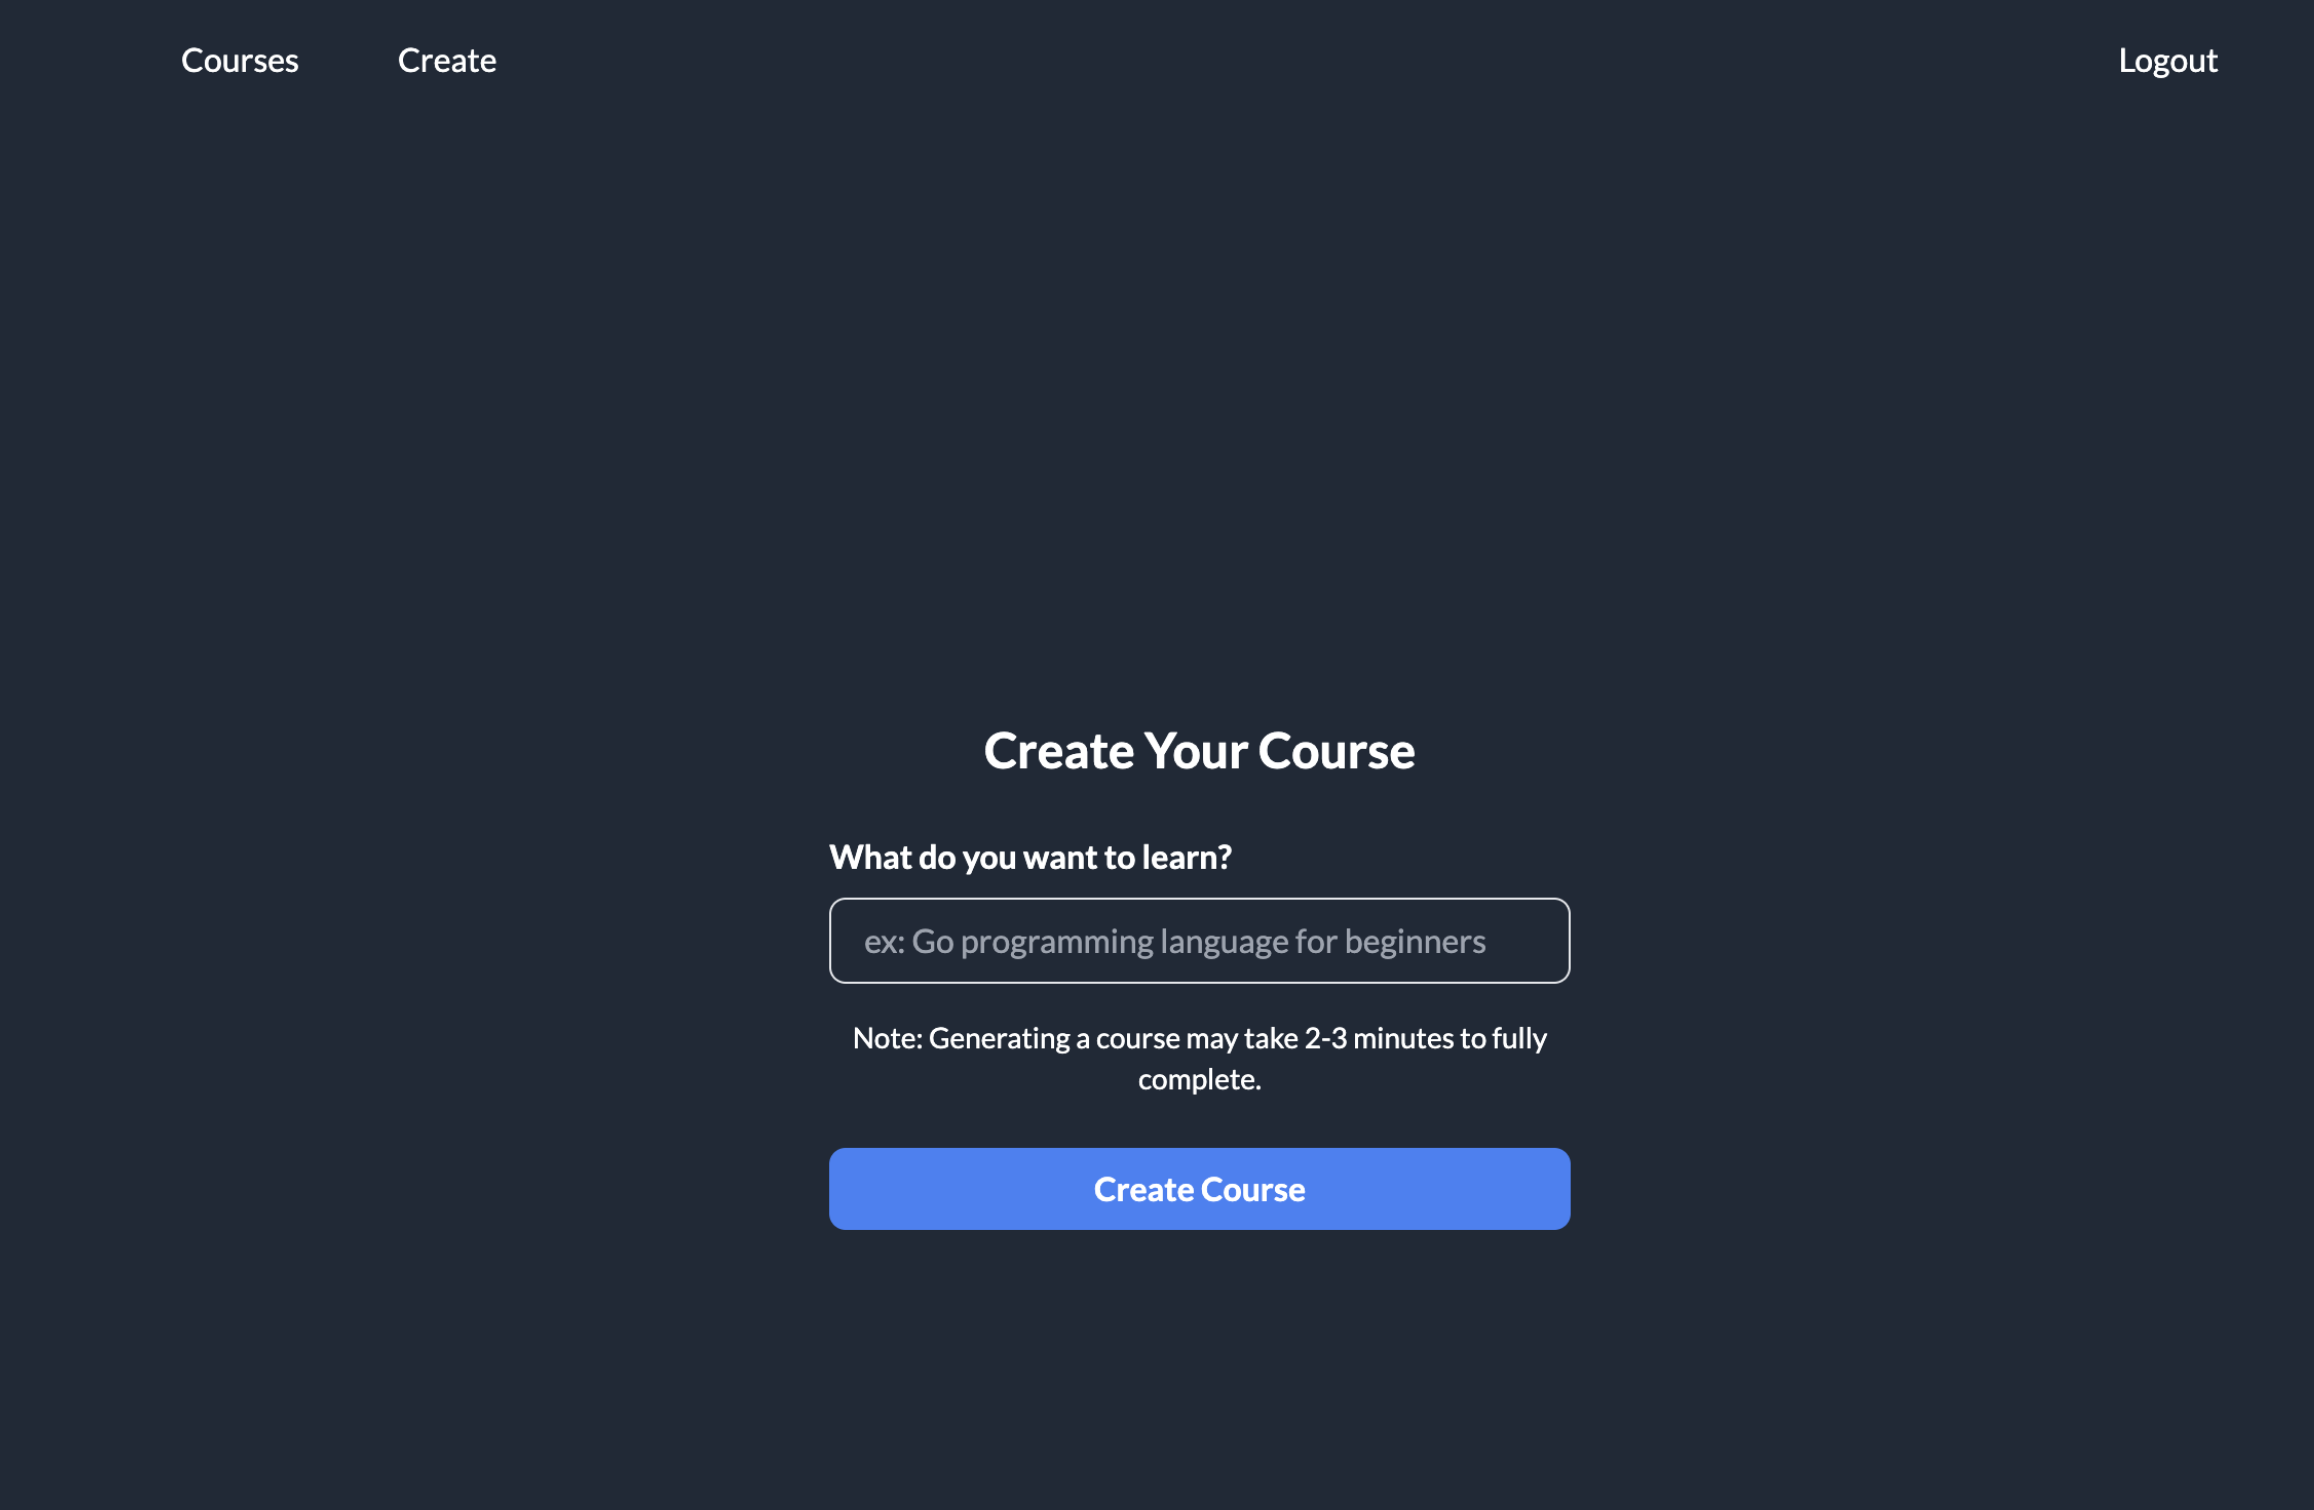 Courses Create Logout
Create Your Course
What do you want to learn?
ex: Go programming language for beginners
Note: Generating a course may take 2-3 minutes to fully
complete.
Create Course